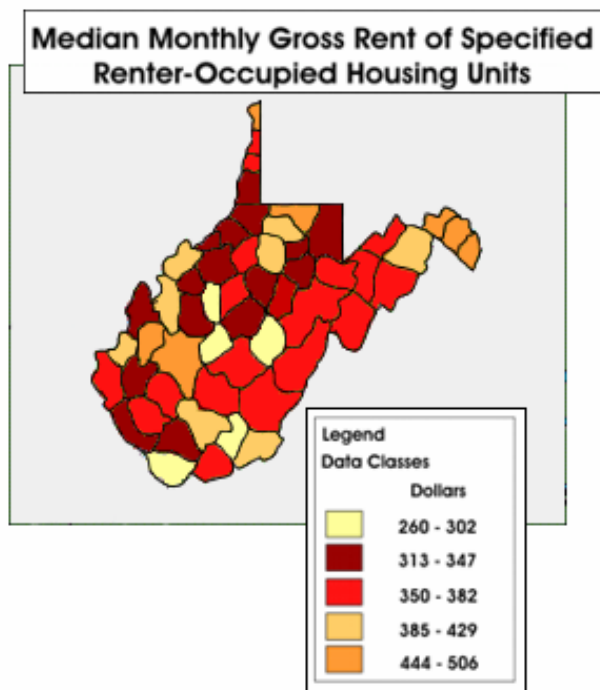 Median Monthly Gross Rent of Specified
Renter-Occupied Housing Units
Legend
Data Classes
Dollars
260 - 302
313 - 347
350 - 382
385 - 429
444 - 506